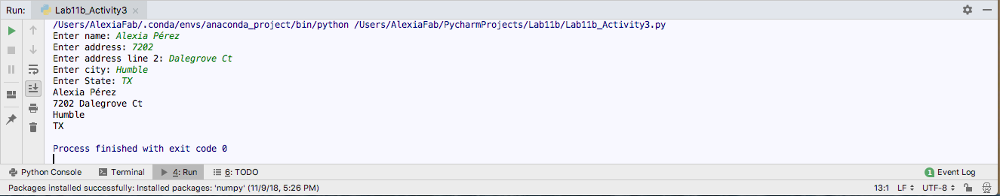 Run: Lab11b_Activity3
/Users/AlexiaFab/.conda/envs/anaconda_project/bin/python /Users/AlexiaFab/PycharmProjects/Lab11b/Lab11b_Activity3.py
Enter name: Alexia Pérez
Enter address: 7202
Enter address line 2: Dalegrove Ct
Enter city: Humble
Enter State: TX
Alexia Pérez
7202 Dalegrove Ct
Humble
TX
Process finished with exit code 0
Python Console Terminal 4: Run 6: TODO 1 Event Log
Packages installed successfully: Installed packages: 'numpy' (11/9/18, 5:26 PM) 13:1 LF UTF-8